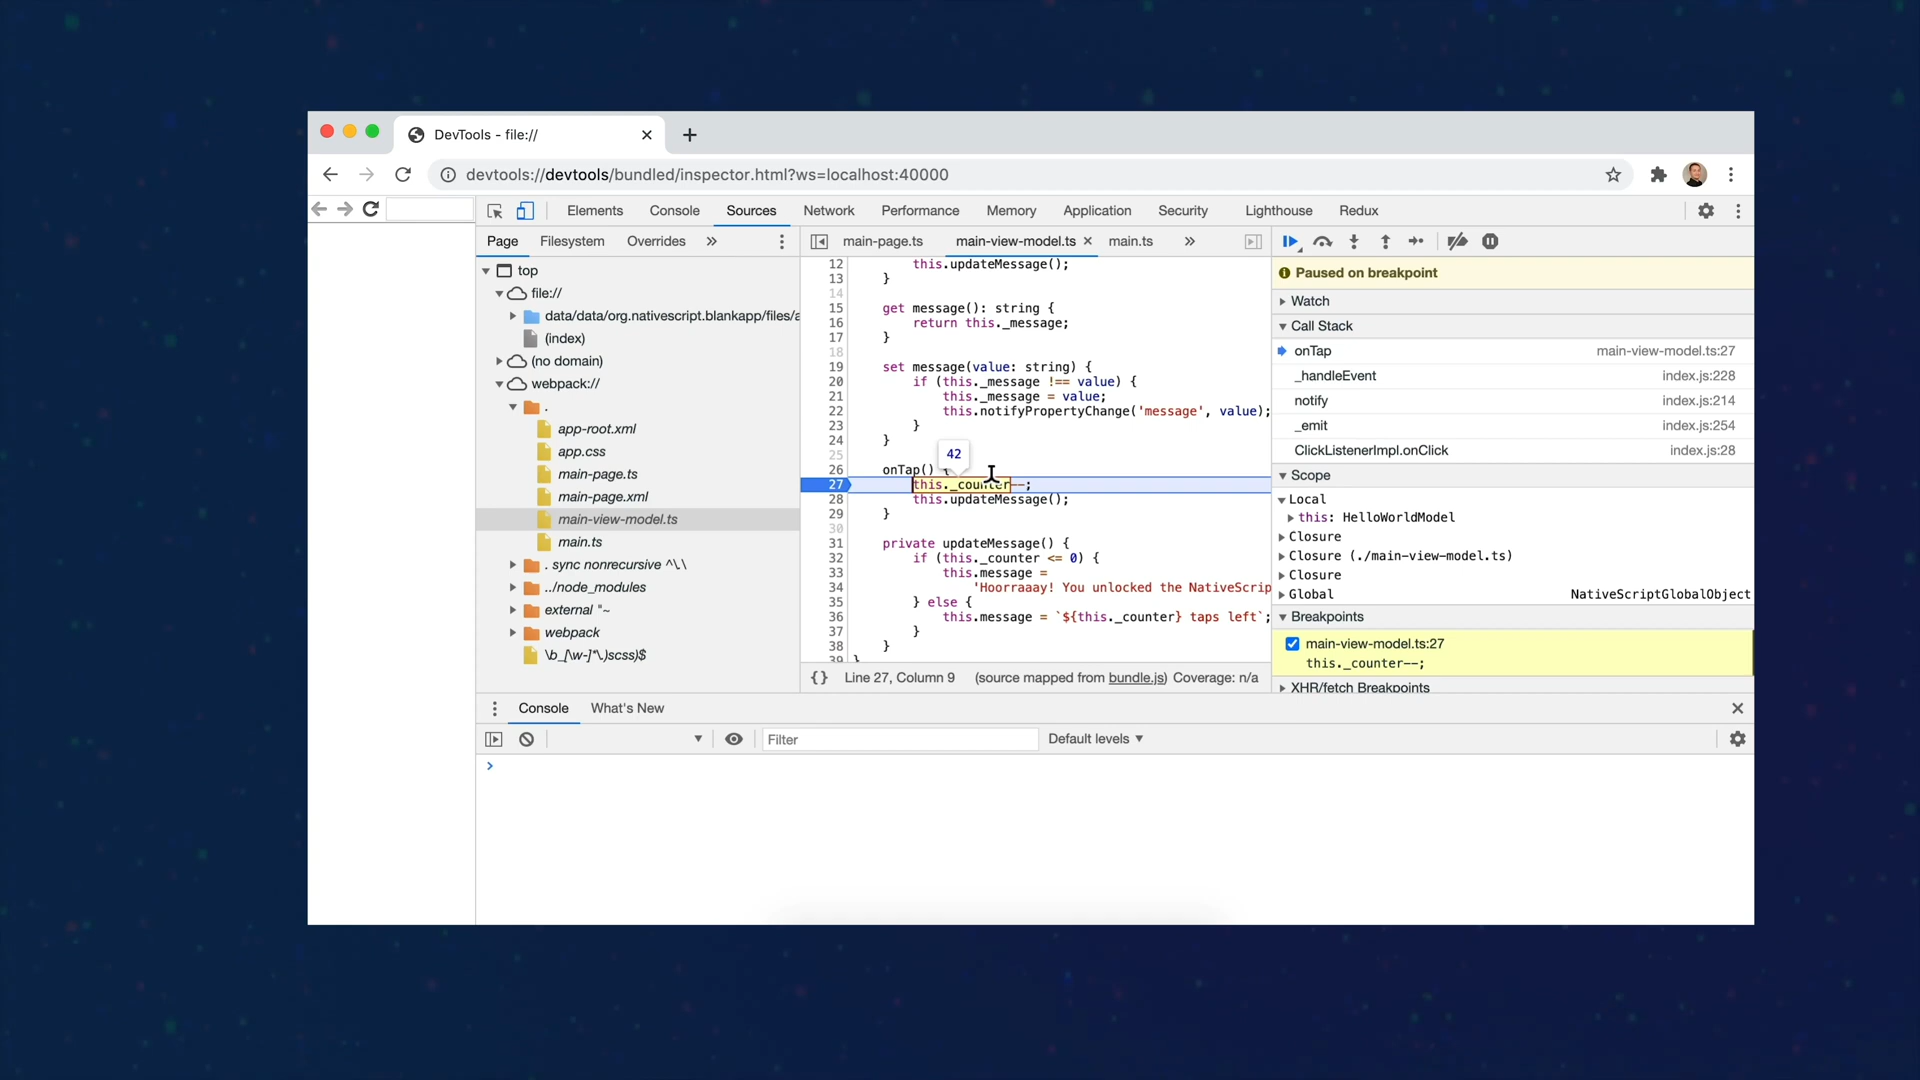 DevTools - file://
devtools://devtools/bundled/inspector.html?ws=localhost:40000
Elements Console Sources Network Performance Memory Application Security Lighthouse Redux
Page Filesystem Overrides »
main-page.ts main-view-model.ts × main.ts »
top
file://
data/data/org.nativescript.blankapp/files/a
(index)
(no domain)
webpack://
.
app-root.xml
app.css
main-page.ts
main-page.xml
main-view-model.ts
main.ts
. sync nonrecursive ^\.\
../node_modules
external "~
webpack
\b_[\w-]*\.)scss)$
12 this.updateMessage();
13 }
14
15 get message(): string {
16 return this._message;
17 }
18
19 set message(value: string) {
20 if (this._message !== value) {
21 this._message = value;
22 this.notifyPropertyChange('message', value);
23 }
24 }
25
42
26 onTap() {
27 this._counter--;
28 this.updateMessage();
29 }
30
31 private updateMessage() {
32 if (this._counter <= 0) {
33 this.message =
34 'Hoorraaay! You unlocked the NativeScrip
35 } else {
36 this.message = `${this._counter} taps left`;
37 }
38 }
39 }
{} Line 27, Column 9 (source mapped from bundle.js) Coverage: n/a
Paused on breakpoint
Watch
Call Stack
onTap main-view-model.ts:27
_handleEvent index.js:228
notify index.js:214
_emit index.js:254
ClickListenerImpl.onClick index.js:28
Scope
Local
this: HelloWorldModel
Closure
Closure (./main-view-model.ts)
Closure
Global NativeScriptGlobalObject
Breakpoints
main-view-model.ts:27
this._counter--;
XHR/fetch Breakpoints
Console What's New
Filter Default levels ▼
>